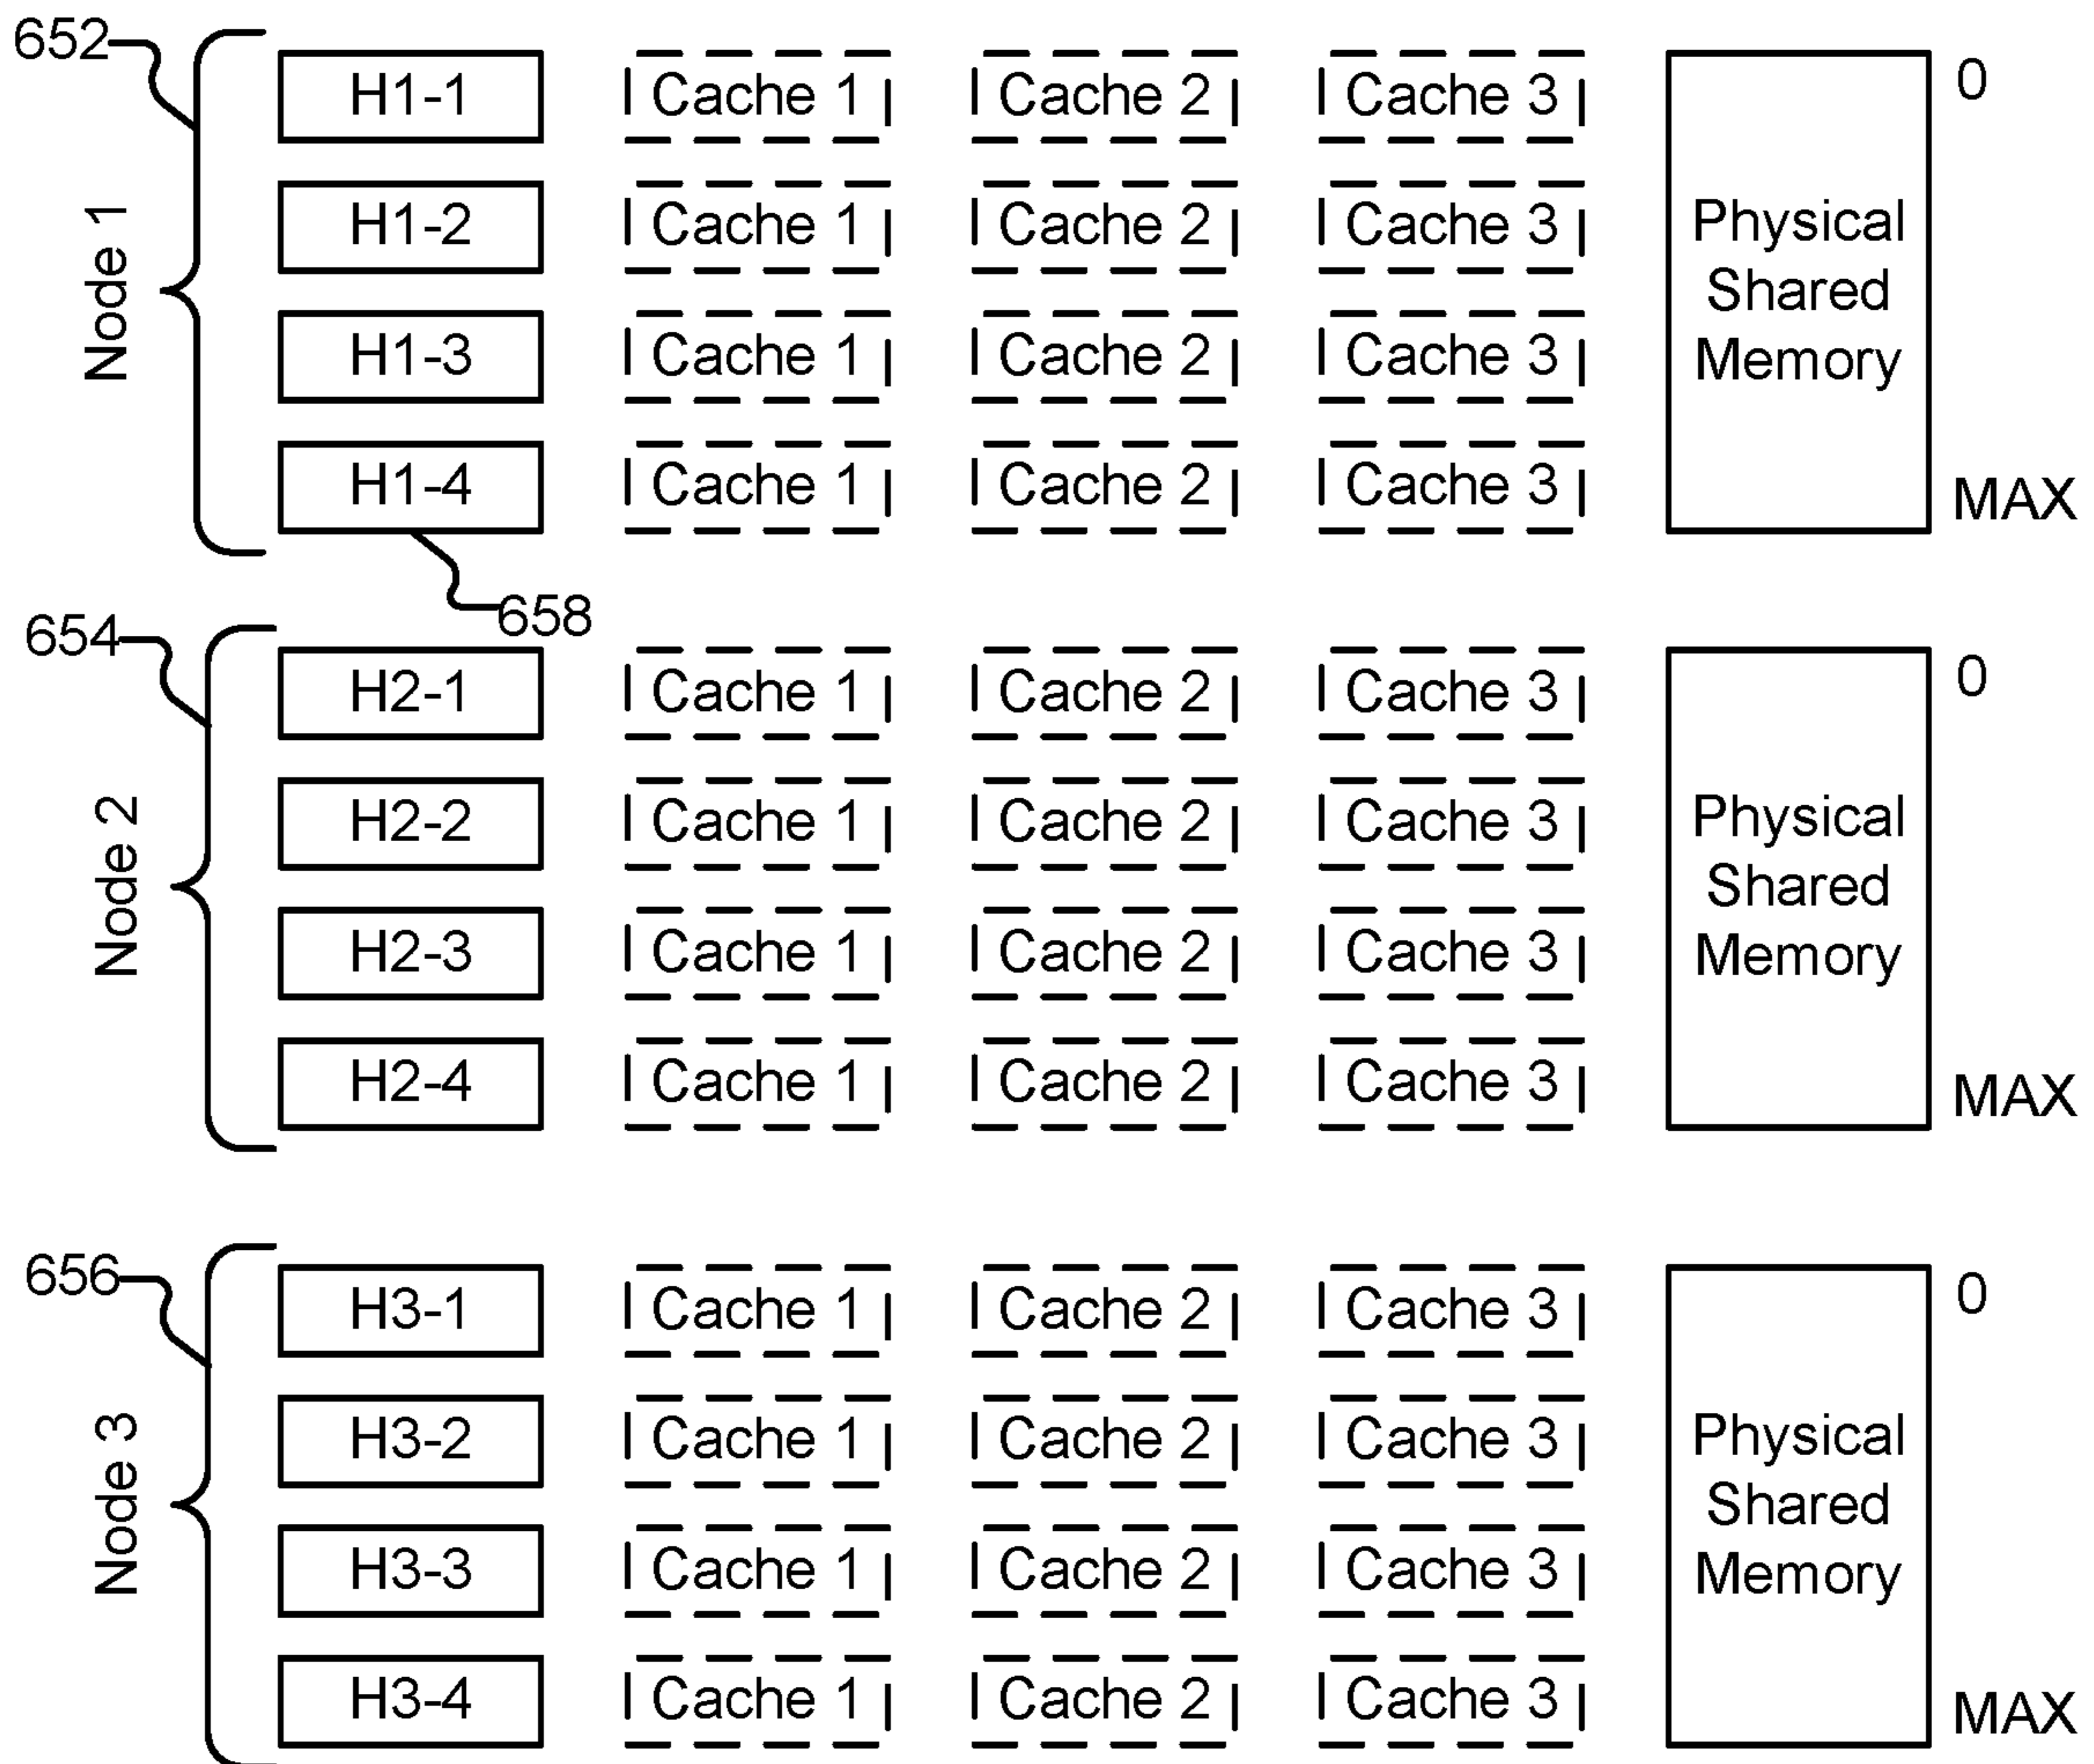 652
H1-1 Cache 1 Cache 2 Cache 3 0
H1-2 Cache 1 Cache 2 Cache 3
H1-3 Cache 1 Cache 2 Cache 3
H1-4 Cache 1 Cache 2 Cache 3 MAX
Node 1
Physical
Shared
Memory
658
654
H2-1 Cache 1 Cache 2 Cache 3 0
H2-2 Cache 1 Cache 2 Cache 3
H2-3 Cache 1 Cache 2 Cache 3
H2-4 Cache 1 Cache 2 Cache 3 MAX
Node 2
Physical
Shared
Memory
656
H3-1 Cache 1 Cache 2 Cache 3 0
H3-2 Cache 1 Cache 2 Cache 3
H3-3 Cache 1 Cache 2 Cache 3
H3-4 Cache 1 Cache 2 Cache 3 MAX
Node 3
Physical
Shared
Memory